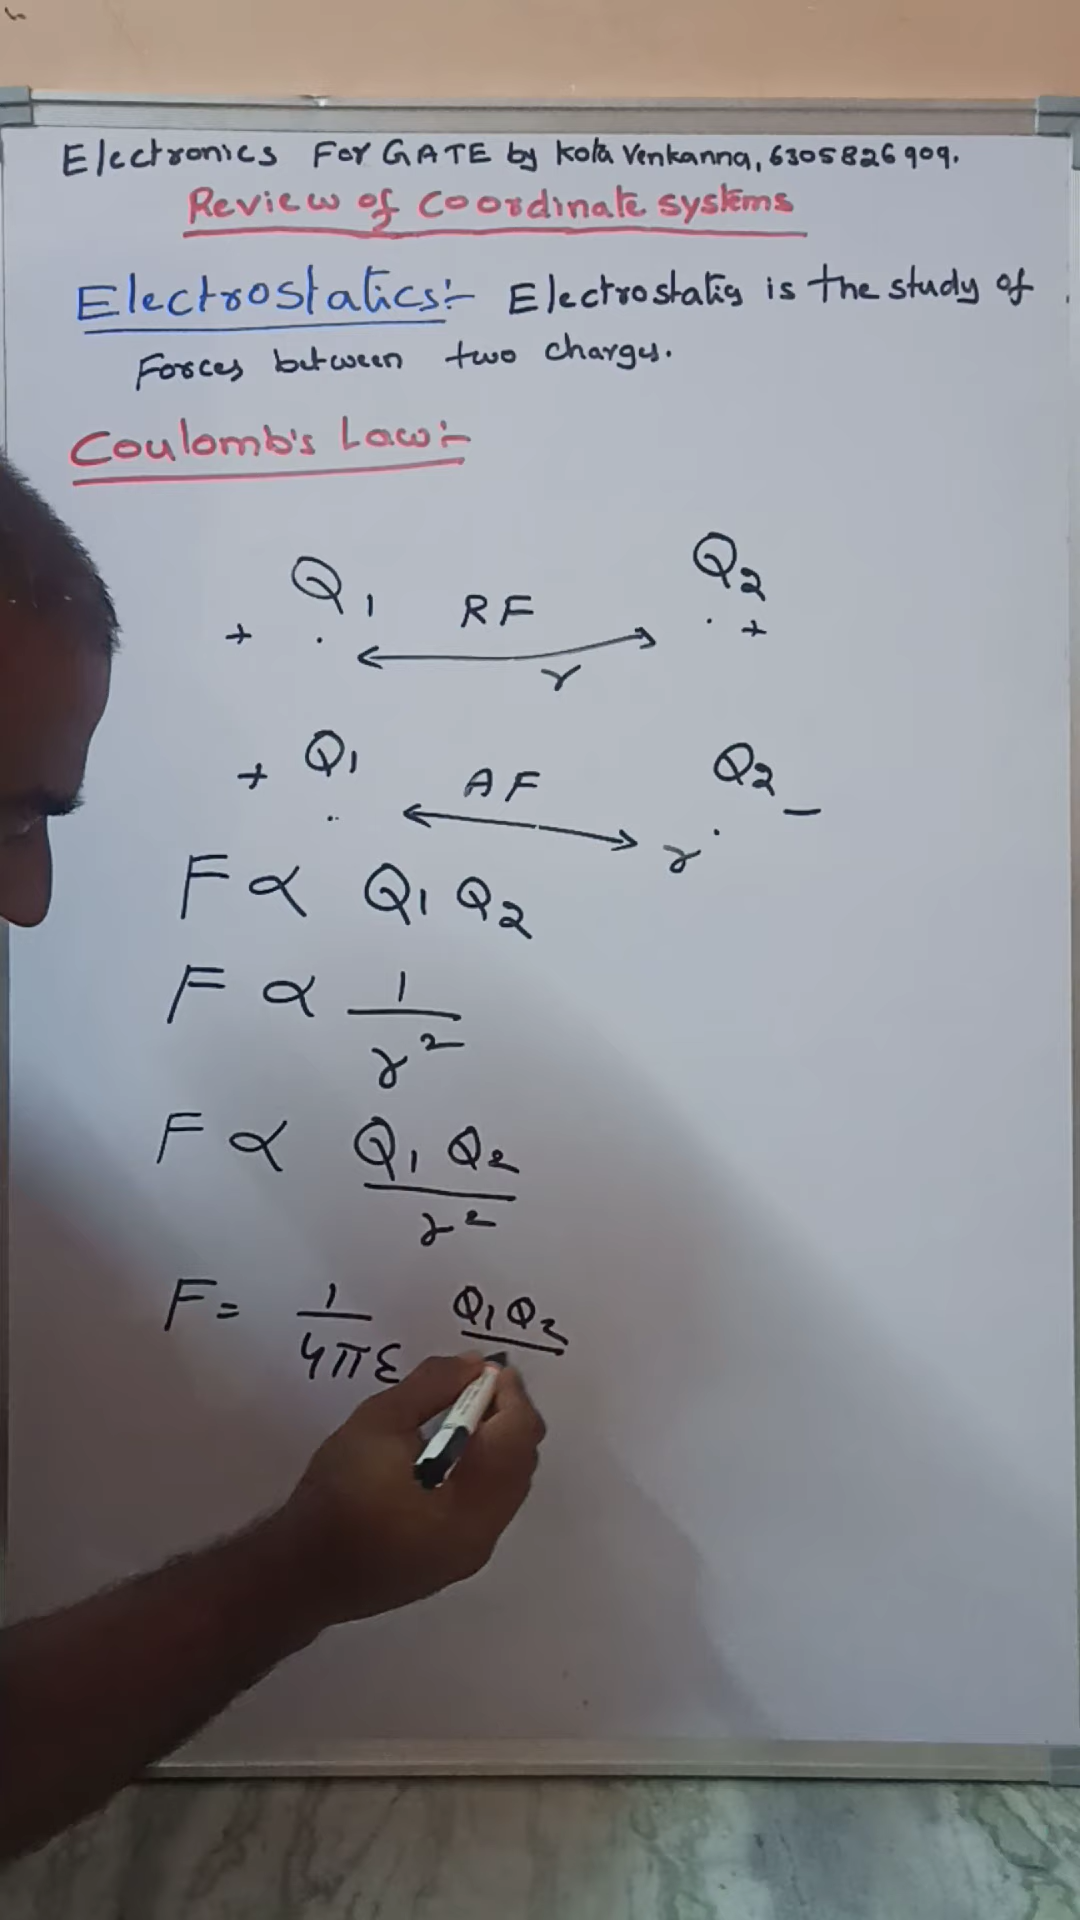 Electronics For GATE by Kota Venkanna, 6305826909.
Review of Coordinate systems
Electrostatics:- Electrostatics is the study of
Forces between two charges.
Coulomb's Law:-
Q1 RF Q2
+ . . +
r
+ Q1 AF Q2 -
r
F ∝ Q1 Q2
F ∝ 1/r²
F ∝ Q1 Q2/r²
F = 1/4πε Q1 Q2